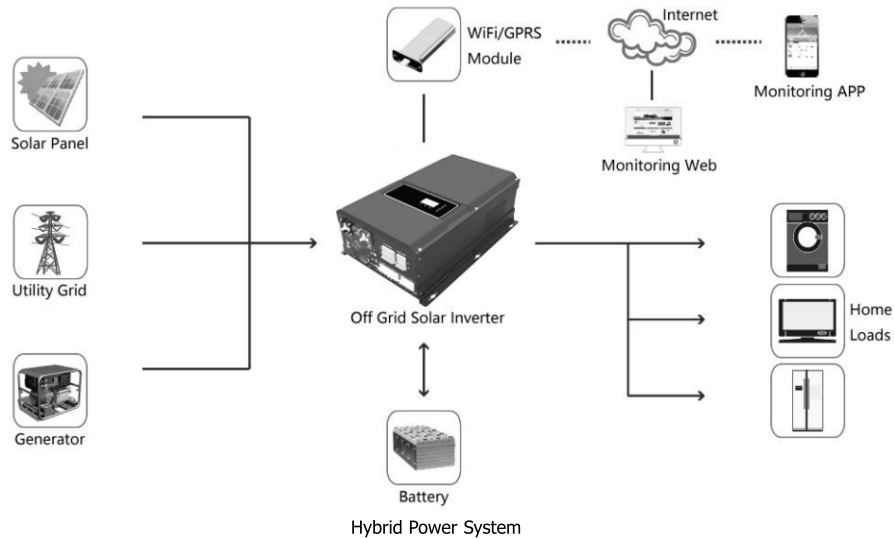 WiFi/GPRS
Module
Internet
Monitoring APP
Monitoring Web
Solar Panel
Utility Grid
Off Grid Solar Inverter
Home
Loads
Generator
Battery
Hybrid Power System